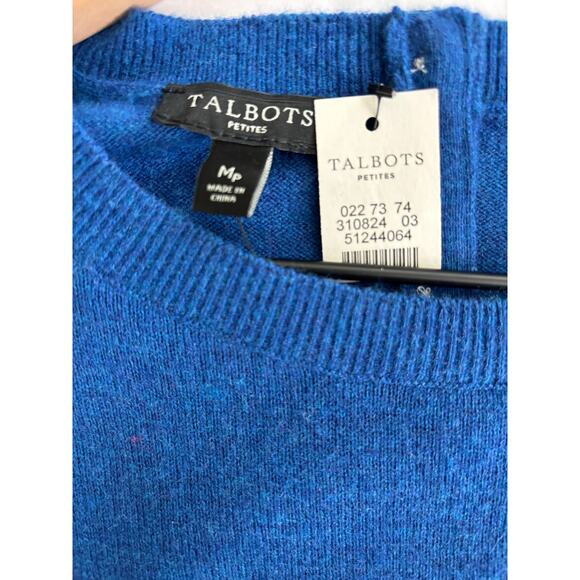 TALBOTS
PETITES
MP
MADE IN
CHINA
TALBOTS
PETITES
022 73 74
310824 03
51244064